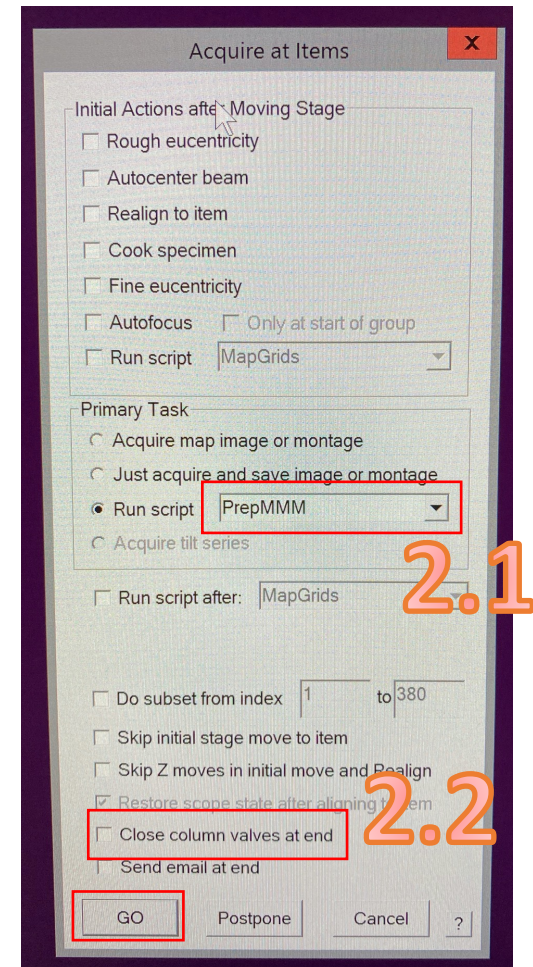 Acquire at Items
X
Initial Actions after Moving Stage
Rough eucentricity
Autocenter beam
Realign to item
Cook specimen
Fine eucentricity
Autofocus Only at start of group
Run script MapGrids
Primary Task
Acquire map image or montage
Just acquire and save image or montage
Run script PrepMMM
Acquire tilt series
2.1
Run script after: MapGrids
Do subset from index 1 to 380
Skip initial stage move to item
Skip Z moves in initial move and Realign
Restore scope state after aligning to item
2.2
Close column valves at end
Send email at end
GO Postpone Cancel ?